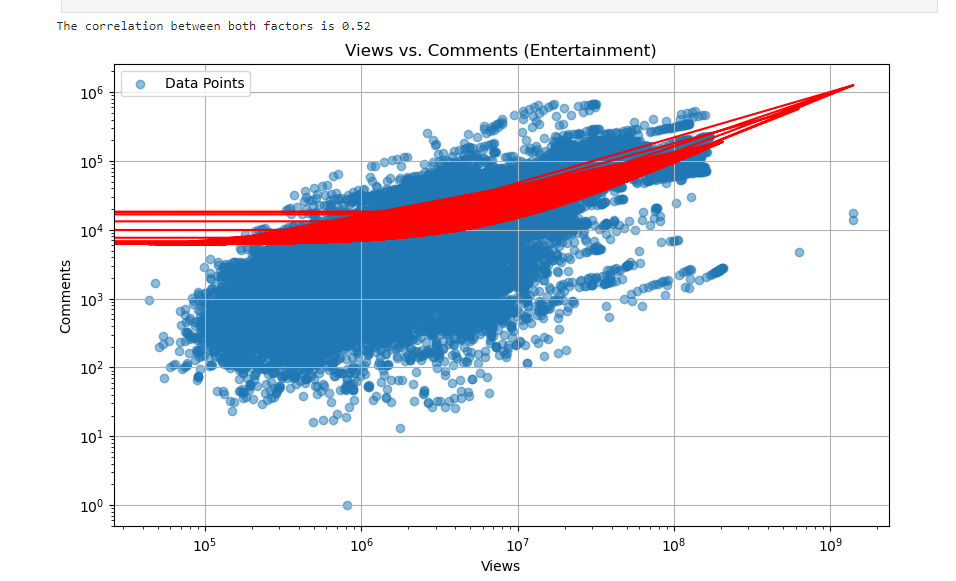 The correlation between both factors is 0.52
Views vs. Comments (Entertainment)
Data Points
10⁶
10⁵
10⁴
10³
10²
10¹
10⁰
Comments
10⁵ 10⁶ 10⁷ 10⁸ 10⁹
Views